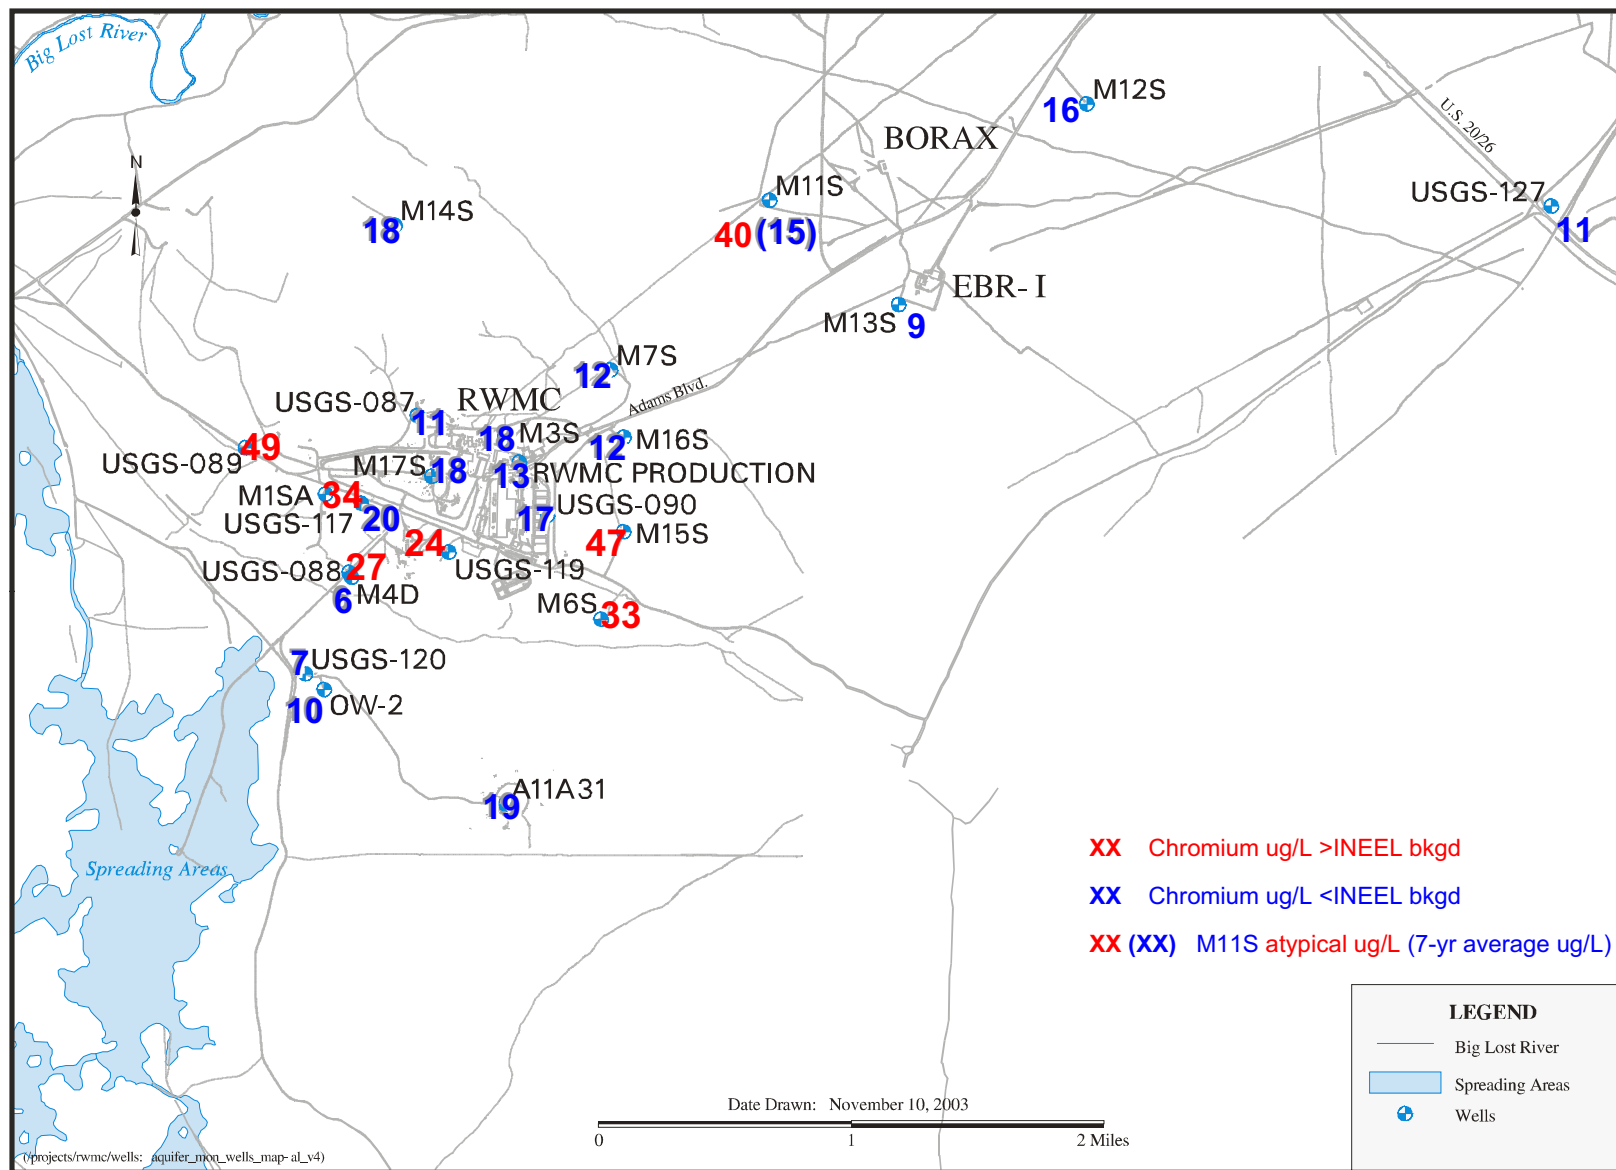 Big Lost River
M12S
16
U.S. 20/26
BORAX
N
M11S
40 (15)
USGS-127
11
M14S
18
EBR- I
M13S
9
M7S
12
Adams Blvd.
RWMC
USGS-087
11
18
M3S
M16S
12
49
USGS-089
M17S
18
13
RWMC PRODUCTION
M1SA
34
USGS-117
20
USGS-090
17
M15S
47
24
USGS-119
USGS-088
27
M4D
6
M6S
33
7
USGS-120
10
OW-2
A11A31
19
Spreading Areas
XX Chromium ug/L >INEEL bkgd
XX Chromium ug/L <INEEL bkgd
XX (XX) M11S atypical ug/L (7-yr average ug/L)
LEGEND
Big Lost River
Spreading Areas
Wells
Date Drawn: November 10, 2003
0 1 2 Miles
(/projects/rwmc/wells: aquifer_mon_wells_map- al_v4)